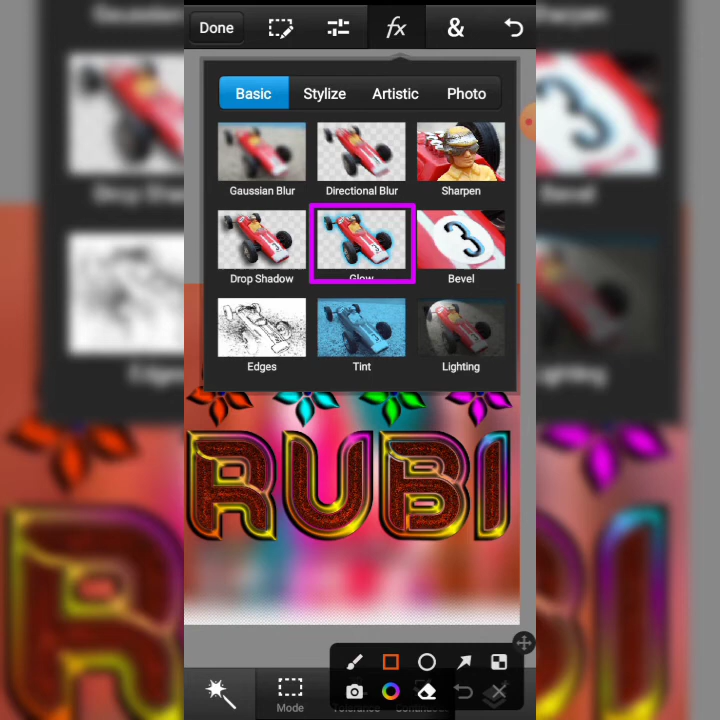 Done fx &
Basic Stylize Artistic Photo
Gaussian Blur Directional Blur Sharpen
3
Drop Shadow Glow Bevel
Edges Tint Lighting
RUBI
Mode